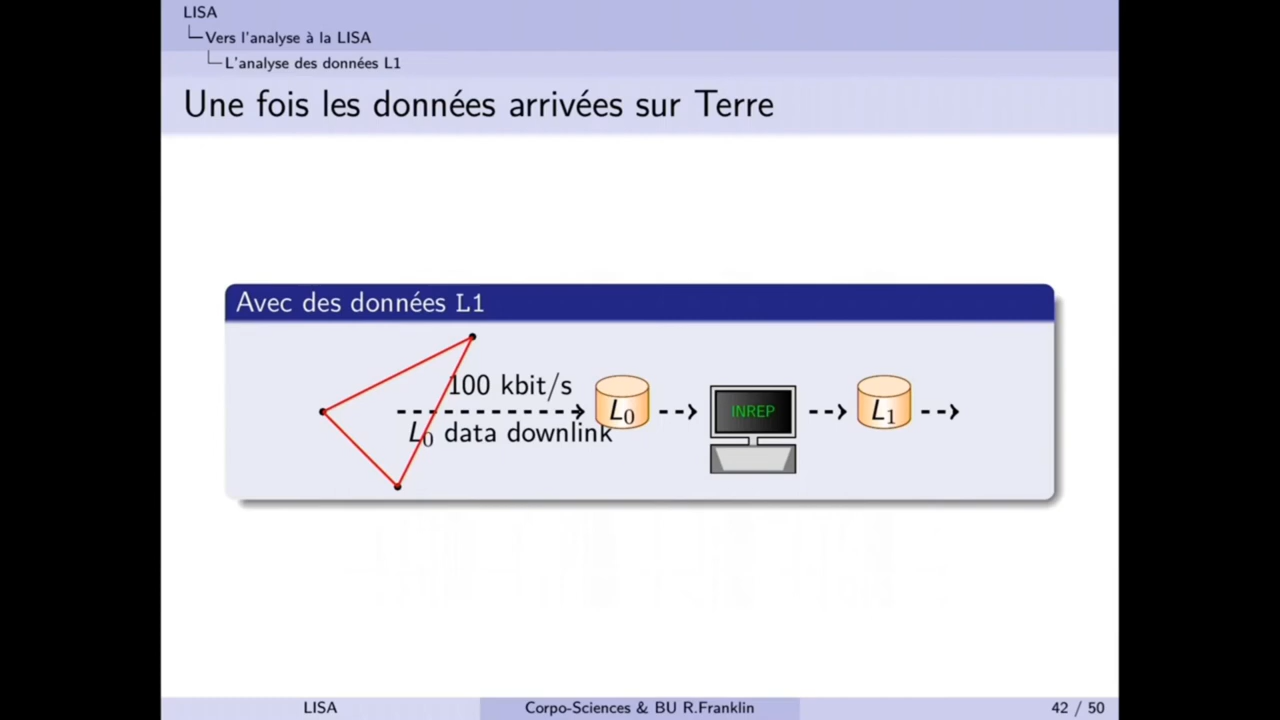 LISA
Vers l'analyse à la LISA
L'analyse des données L1
Une fois les données arrivées sur Terre
Avec des données L1
100 kbit/s
L0 data downlink
L0
INREP
L1
LISA
Corpo-Sciences & BU R.Franklin
42 / 50